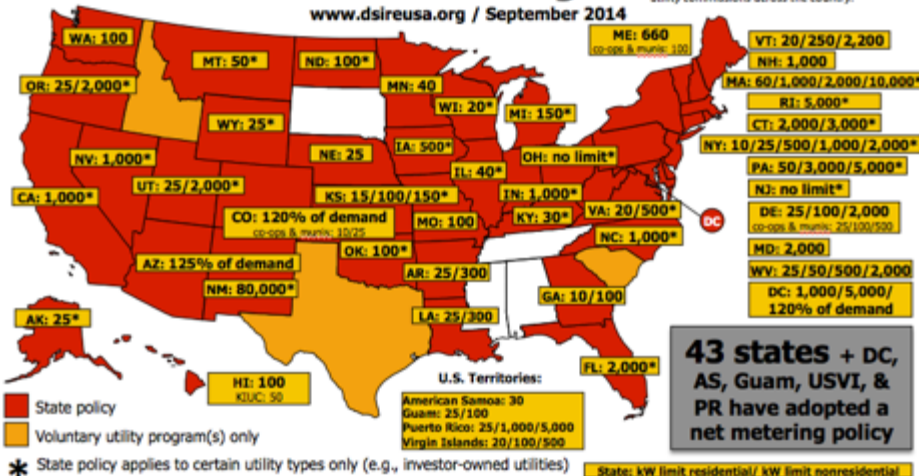 www.dsireusa.org / September 2014
utility commissions across the country.
WA: 100
OR: 25/2,000*
MT: 50*
ND: 100*
MN: 40
WI: 20*
MI: 150*
ME: 660
co-ops & munis: 100
VT: 20/250/2,200
NH: 1,000
MA: 60/1,000/2,000/10,000*
RI: 5,000*
CT: 2,000/3,000*
NY: 10/25/500/1,000/2,000*
PA: 50/3,000/5,000*
NJ: no limit*
DE: 25/100/2,000
co-ops & munis: 25/100/500
MD: 2,000
WV: 25/50/500/2,000
DC: 1,000/5,000/
120% of demand
WY: 25*
NV: 1,000*
UT: 25/2,000*
CA: 1,000*
NE: 25
IA: 500*
IL: 40*
OH: no limit*
KS: 15/100/150*
IN: 1,000*
KY: 30*
VA: 20/500*
DC
CO: 120% of demand
co-ops & munis: 10/25
MO: 100
NC: 1,000*
OK: 100*
AZ: 125% of demand
AR: 25/300
NM: 80,000*
GA: 10/100
LA: 25/300
AK: 25*
FL: 2,000*
HI: 100
KIUC: 50
U.S. Territories:
American Samoa: 30
Guam: 25/100
Puerto Rico: 25/1,000/5,000
Virgin Islands: 20/100/500
43 states + DC,
AS, Guam, USVI, &
PR have adopted a
net metering policy
State policy
Voluntary utility program(s) only
* State policy applies to certain utility types only (e.g., investor-owned utilities)
State: kW limit residential/ kW limit nonresidential